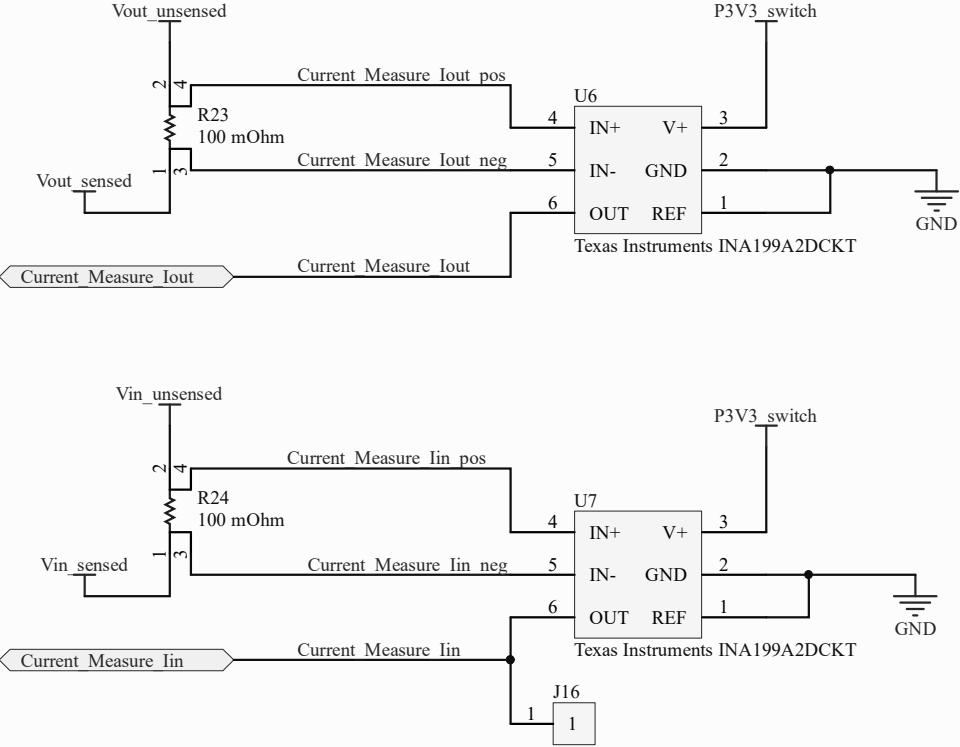 Vout_unsensed
P3V3_switch
2
4
Current_Measure_Iout_pos
U6
R23
100 mOhm
4
IN+
V+
3
1
3
Current_Measure_Iout_neg
5
IN-
GND
2
Vout_sensed
6
OUT
REF
1
GND
Texas Instruments INA199A2DCKT
Current_Measure_Iout
Current_Measure_Iout
Vin_unsensed
P3V3_switch
2
4
Current_Measure_Iin_pos
U7
R24
100 mOhm
4
IN+
V+
3
1
3
Current_Measure_Iin_neg
5
IN-
GND
2
Vin_sensed
6
OUT
REF
1
GND
Texas Instruments INA199A2DCKT
Current_Measure_Iin
Current_Measure_Iin
J16
1
1